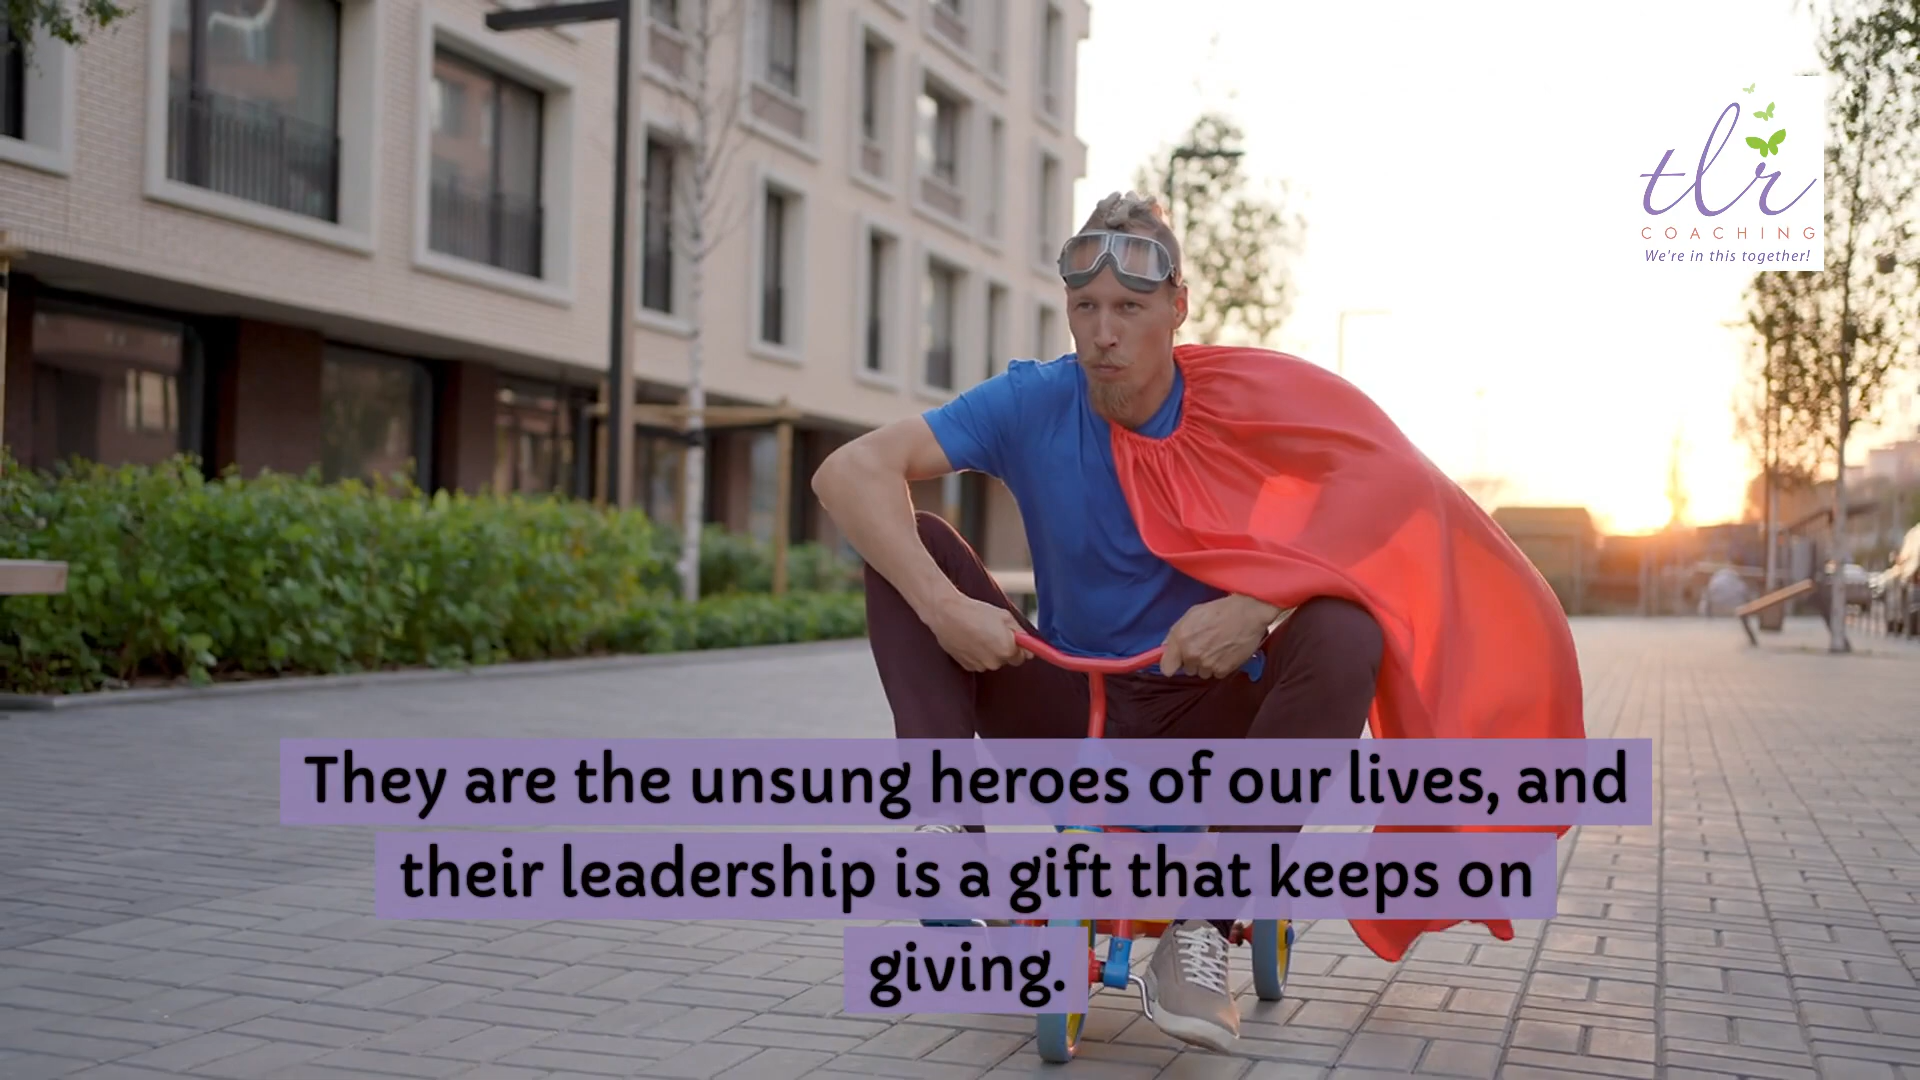 tlr
COACHING
We're in this together!
They are the unsung heroes of our lives, and
their leadership is a gift that keeps on
giving.